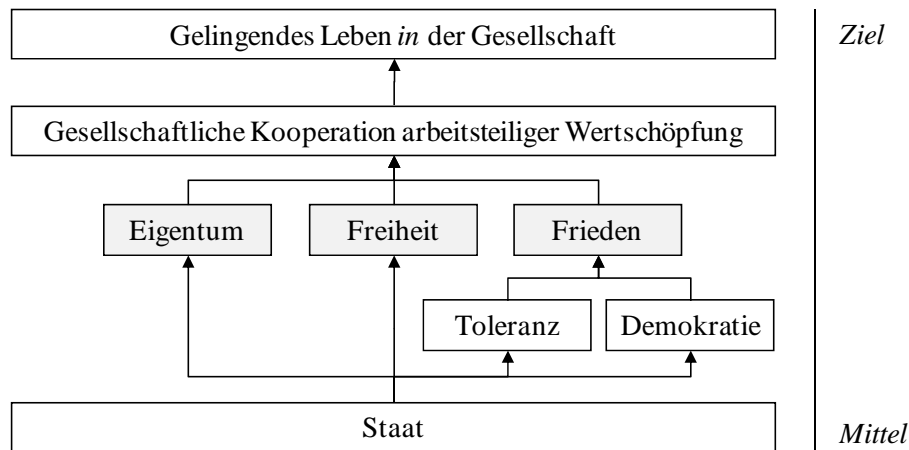 Gelingendes Leben in der Gesellschaft
Ziel
Gesellschaftliche Kooperation arbeitsteiliger Wertschöpfung
Eigentum
Freiheit
Frieden
Toleranz
Demokratie
Staat
Mittel